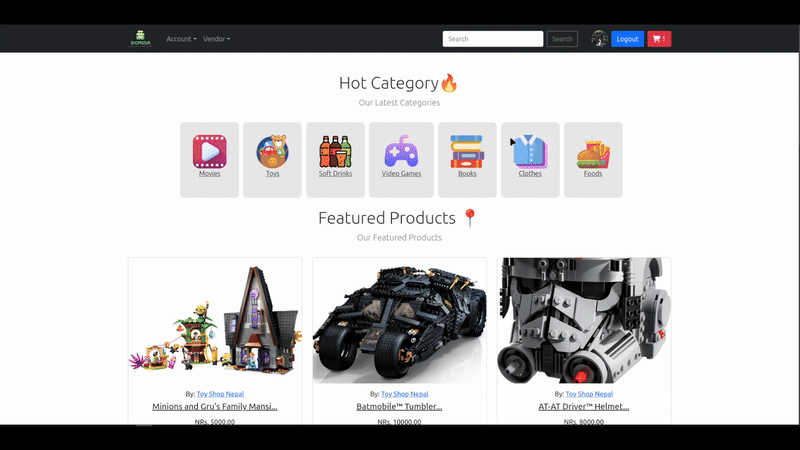 SHOPNOVA
Account Vendor Search Search Logout 1
Hot Category🔥
Our Latest Categories
Movies Toys Soft Drinks Video Games Books Clothes Foods
Featured Products 📍
Our Featured Products
By: Toy Shop Nepal By: Toy Shop Nepal By: Toy Shop Nepal
Minions and Gru's Family Mansi... Batmobile™ Tumbler... AT-AT Driver™ Helmet...
NRs. 5000.00 NRs. 10000.00 NRs. 8000.00